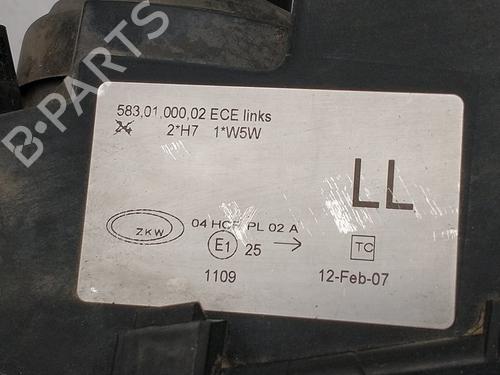 B-PARTS
583,01,000,02 ECE links
2*H7 1*W5W
LL
ZKW
04 HCR PL 02 A
E1 25 → TC
1109 12-Feb-07